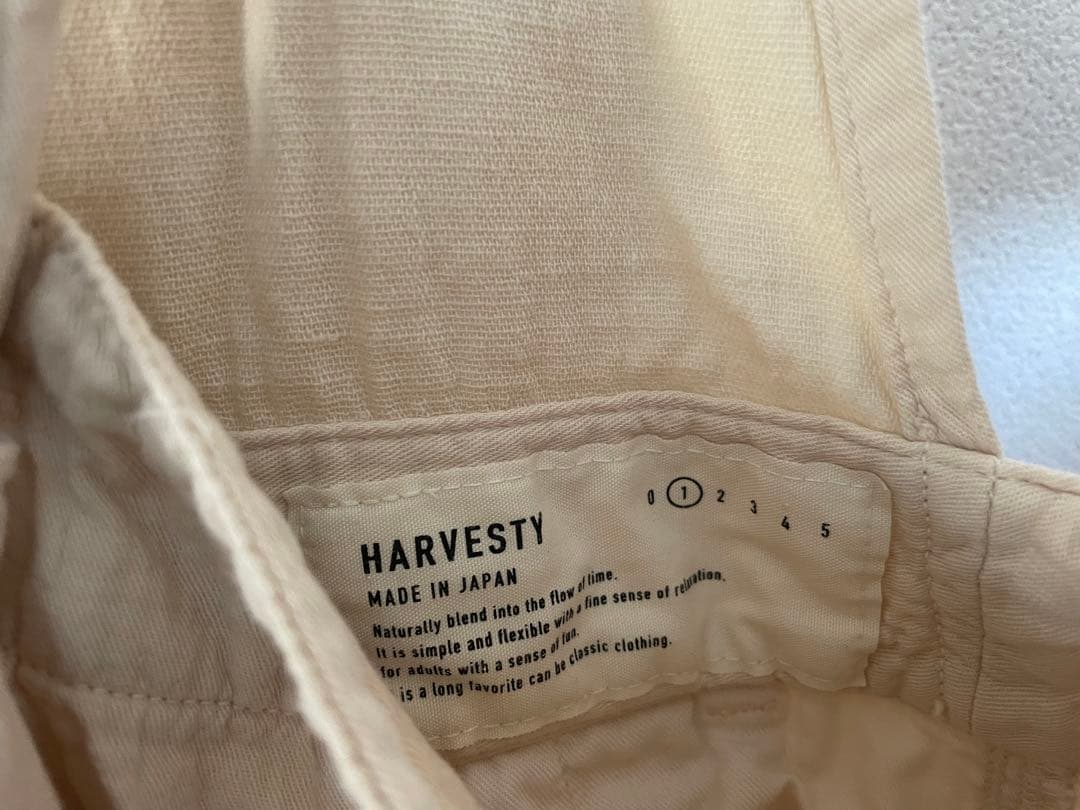 0 1 2 3 4 5
HARVESTY
MADE IN JAPAN
Naturally blend into the flow of time.
It is simple and flexible with a fine sense of relaxation.
for adults with a sense of fun.
is a long favorite can be classic clothing.